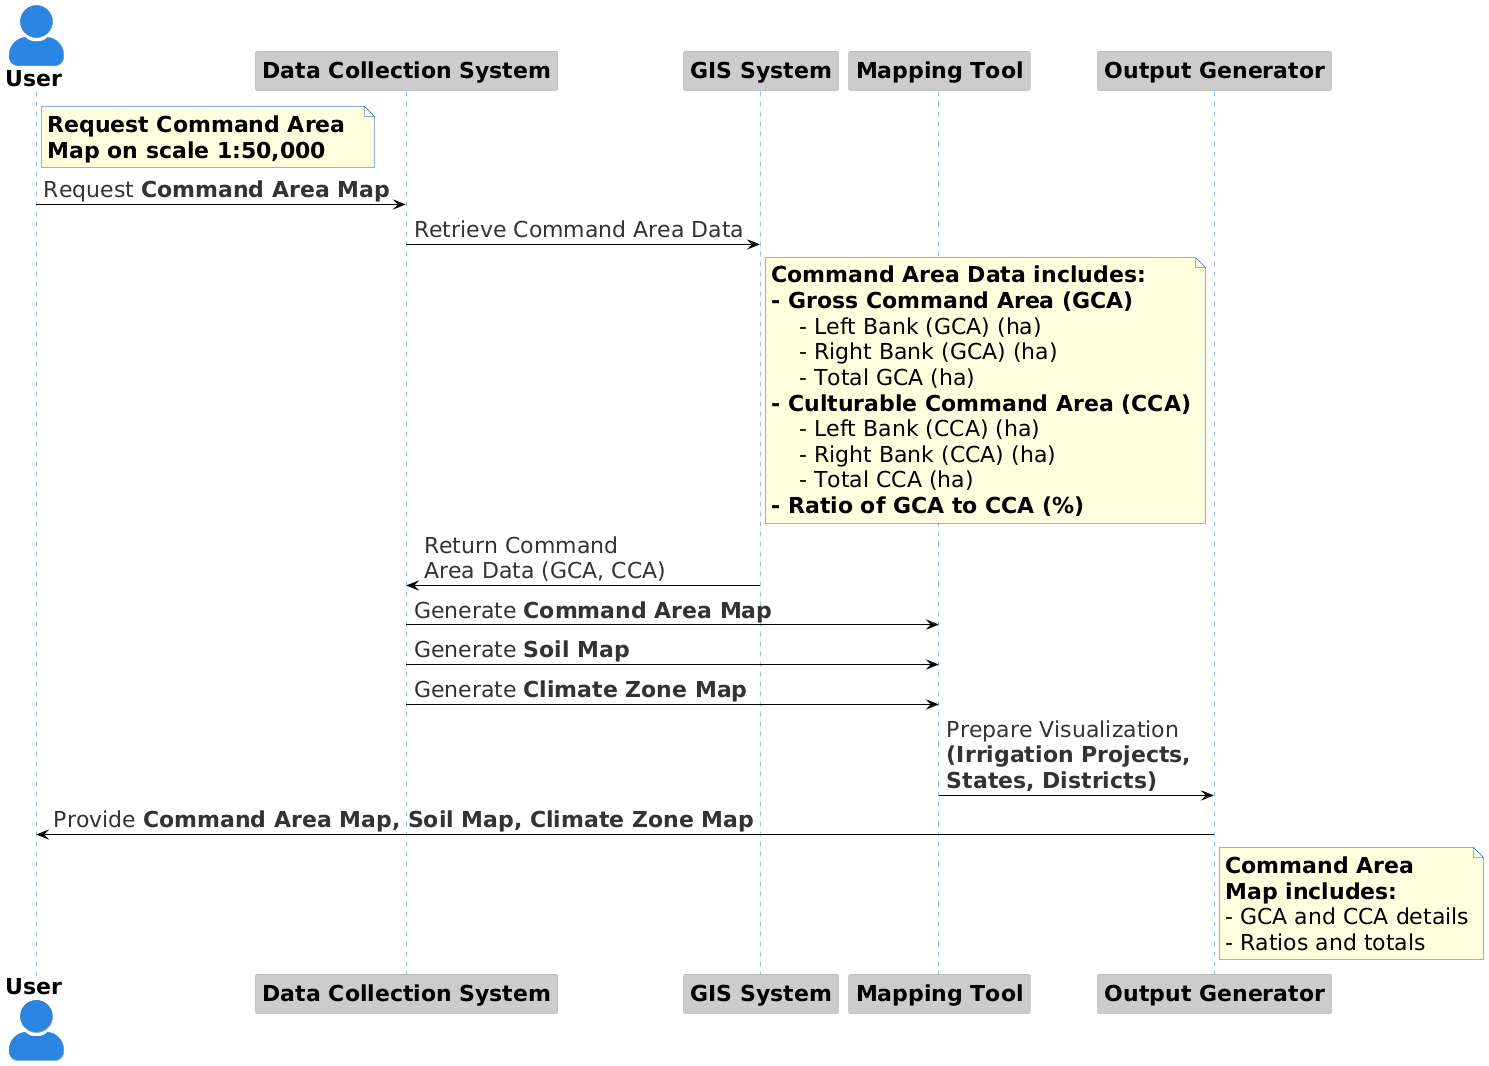 User
Data Collection System
GIS System
Mapping Tool
Output Generator
Request Command Area
Map on scale 1:50,000
Request Command Area Map
Retrieve Command Area Data
Command Area Data includes:
- Gross Command Area (GCA)
- Left Bank (GCA) (ha)
- Right Bank (GCA) (ha)
- Total GCA (ha)
- Culturable Command Area (CCA)
- Left Bank (CCA) (ha)
- Right Bank (CCA) (ha)
- Total CCA (ha)
- Ratio of GCA to CCA (%)
Return Command
Area Data (GCA, CCA)
Generate Command Area Map
Generate Soil Map
Generate Climate Zone Map
Prepare Visualization
(Irrigation Projects,
States, Districts)
Provide Command Area Map, Soil Map, Climate Zone Map
Command Area
Map includes:
- GCA and CCA details
- Ratios and totals
User
Data Collection System
GIS System
Mapping Tool
Output Generator